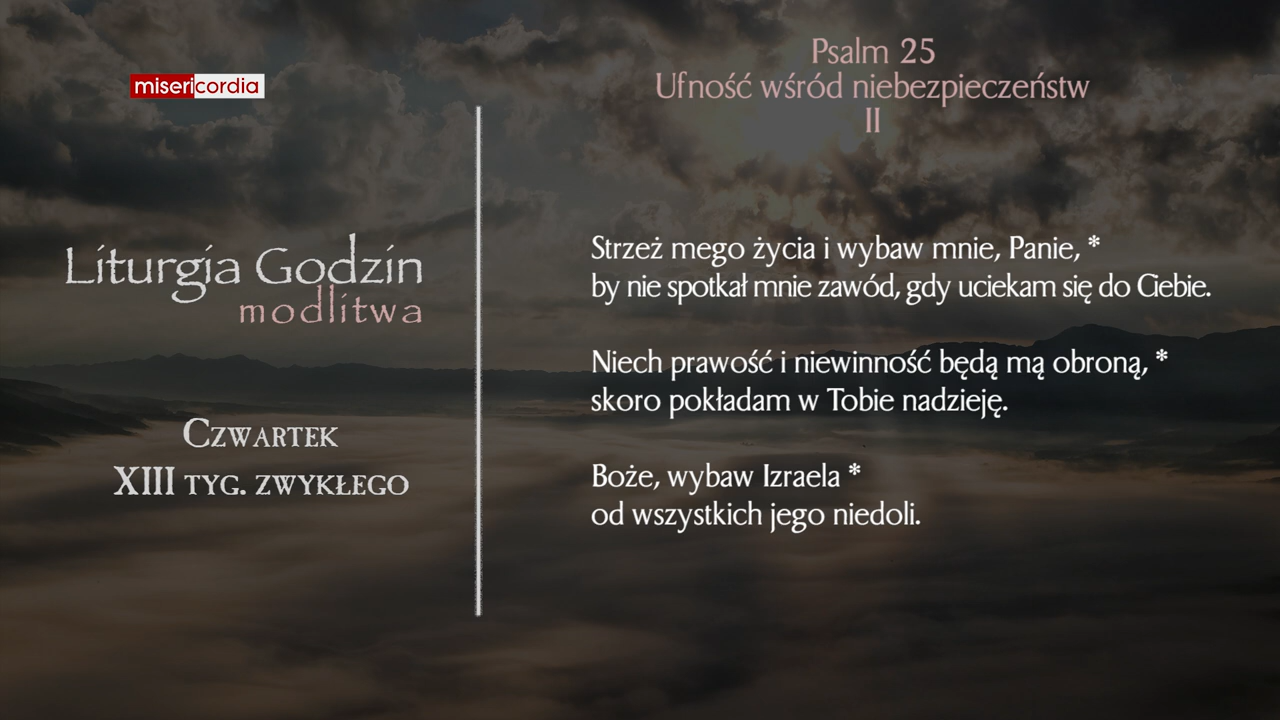 misericordia
Liturgia Godzin
modlitwa
Czwartek
XIII tyg. zwykłego
Psalm 25
Ufność wśród niebezpieczeństw
II
Strzeż mego życia i wybaw mnie, Panie, *
by nie spotkał mnie zawód, gdy uciekam się do Ciebie.
Niech prawość i niewinność będą mą obroną, *
skoro pokładam w Tobie nadzieję.
Boże, wybaw Izraela *
od wszystkich jego niedoli.